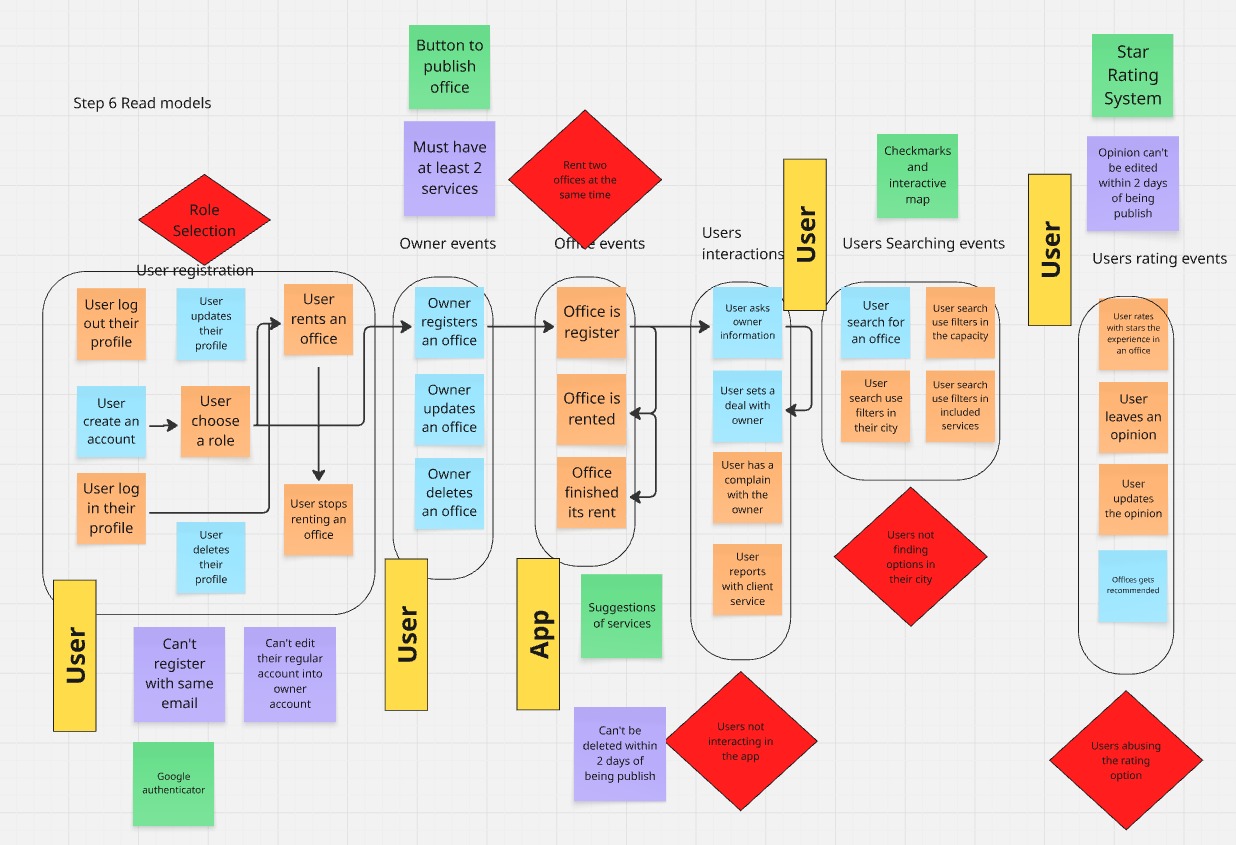 Button to
publish
office
Star
Rating
System
Step 6 Read models
Must have
at least 2
services
Rent two
offices at the
same time
Checkmarks
and
interactive
map
Opinion can't
be edited
within 2 days
of being
publish
Role
Selection
User
User
User registration
Owner events
Office events
Users
interactions
Users Searching events
Users rating events
User log
out their
profile
User
updates
their
profile
User
rents an
office
User
create an
account
User
choose
a role
User log
in their
profile
User
deletes
their
profile
User stops
renting an
office
Owner
registers
an office
Owner
updates
an office
Owner
deletes
an office
Office is
register
Office is
rented
Office
finished
its rent
User asks
owner
information
User sets a
deal with
owner
User has a
complain
with the
owner
User
reports
with client
service
User
search for
an office
User search
use filters in
the capacity
User
search use
filters in
their city
User search
use filters in
included
services
User rates
with stars the
experience in
an office
User
leaves an
opinion
User
updates
the opinion
Offices gets
recommended
Users not
finding
options in
their city
User
User
App
Can't
register
with same
email
Can't edit
their regular
account into
owner
account
Suggestions
of services
Google
authenticator
Can't be
deleted within
2 days of
being publish
Users not
interacting in
the app
Users abusing
the rating
option